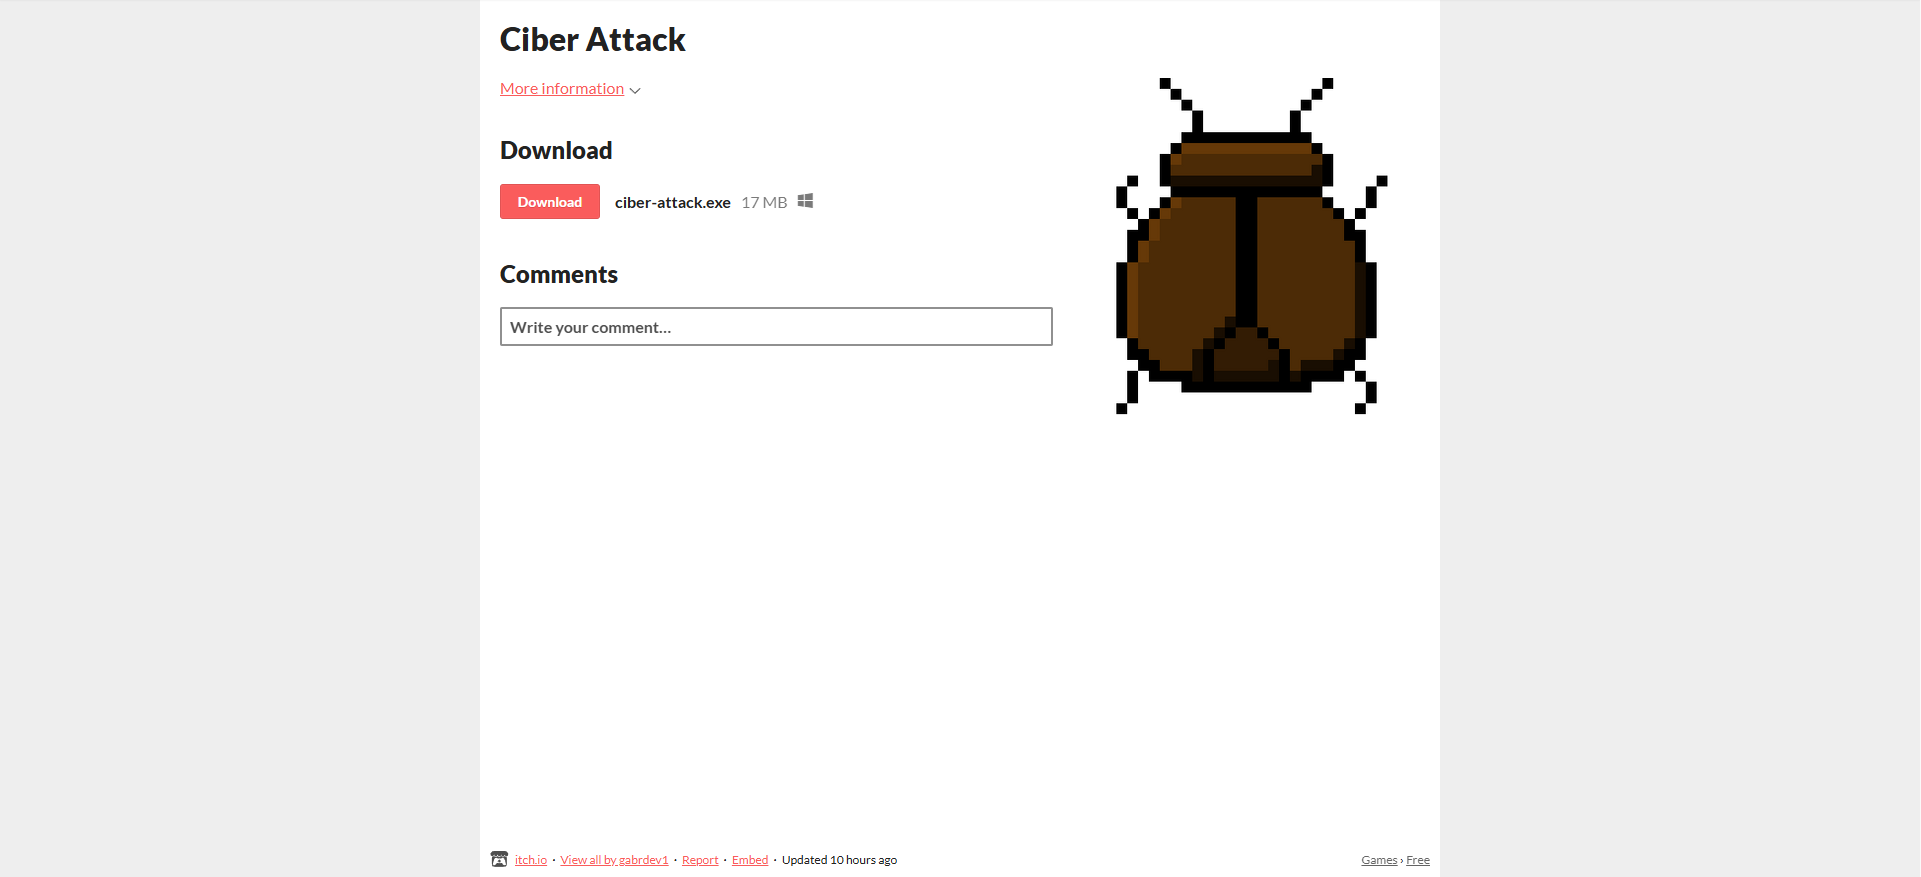 Ciber Attack
More information
Download
Download ciber-attack.exe 17 MB
Comments
Write your comment...
itch.io · View all by gabrdev1 · Report · Embed · Updated 10 hours ago
Games › Free